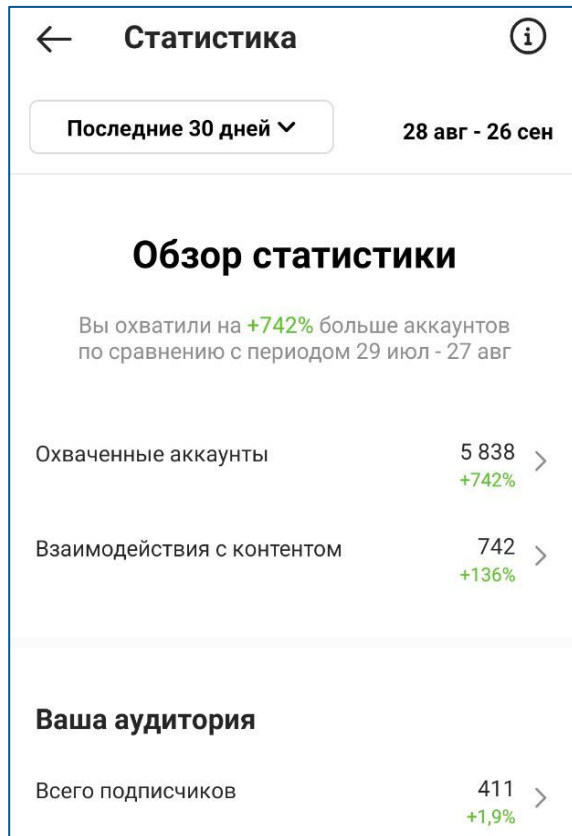 Статистика
Последние 30 дней
28 авг - 26 сен
Обзор статистики
Вы охватили на +742% больше аккаунтов
по сравнению с периодом 29 июл - 27 авг
Охваченные аккаунты 5 838
+742%
Взаимодействия с контентом 742
+136%
Ваша аудитория
Всего подписчиков 411
+1,9%